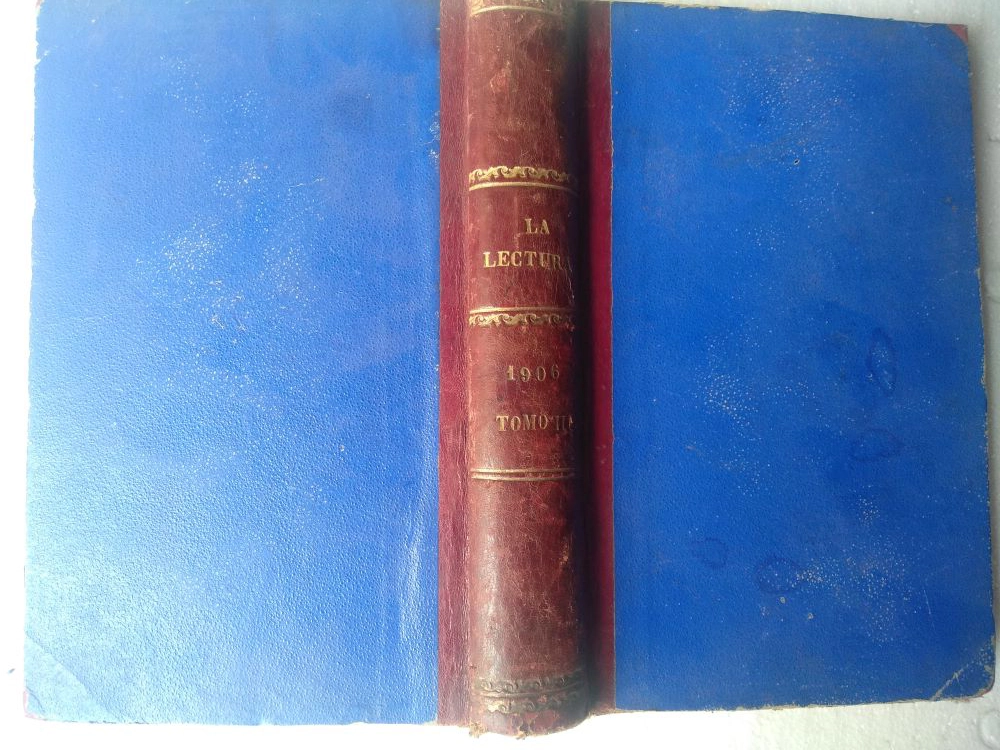 LA
LECTURA
1906
TOMO II